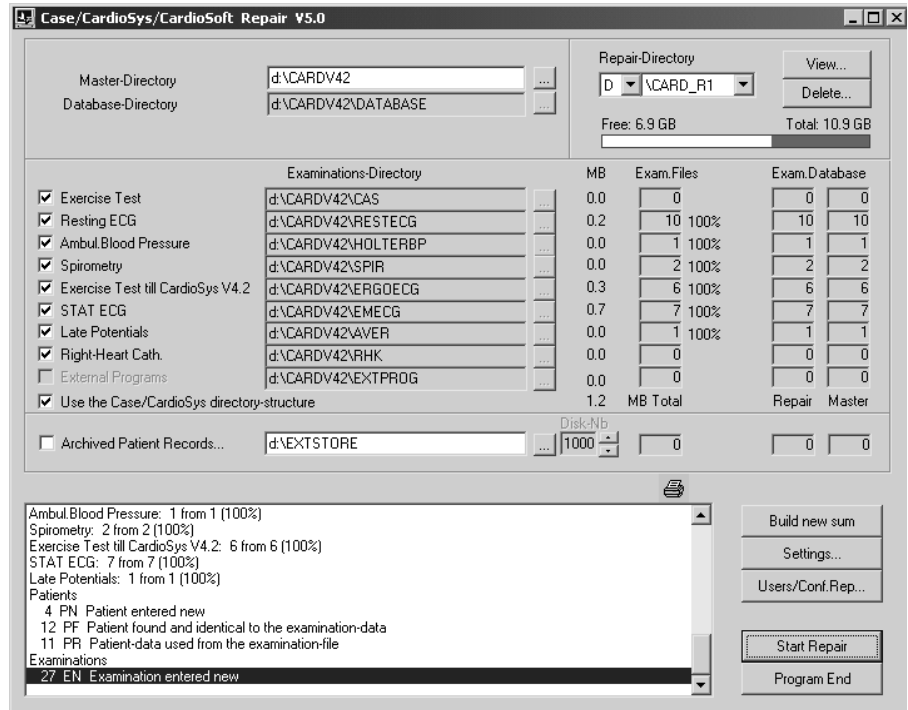 Case/CardioSys/CardioSoft Repair V5.0
Master-Directory d:\CARDV42 ...
Database-Directory d:\CARDV42\DATABASE ...
Repair-Directory
D \CARD_R1
View...
Delete...
Free: 6.9 GB Total: 10.9 GB
Examinations-Directory MB Exam.Files Exam.Database
Exercise Test d:\CARDV42\CAS ... 0.0 0 0 0
Resting ECG d:\CARDV42\RESTECG ... 0.2 10 100% 10 10
Ambul.Blood Pressure d:\CARDV42\HOLTERBP ... 0.0 1 100% 1 1
Spirometry d:\CARDV42\SPIR ... 0.0 2 100% 2 2
Exercise Test till CardioSys V4.2 d:\CARDV42\ERGOECG ... 0.3 6 100% 6 6
STAT ECG d:\CARDV42\EMECG ... 0.7 7 100% 7 7
Late Potentials d:\CARDV42\AVER ... 0.0 1 100% 1 1
Right-Heart Cath. d:\CARDV42\RHK ... 0.0 0 0 0
External Programs d:\CARDV42\EXTPROG ... 0.0 0 0 0
Use the Case/CardioSys directory-structure 1.2 MB Total Repair Master
Disk-Nb
Archived Patient Records... d:\EXTSTORE ... 1000 0 0 0
Ambul.Blood Pressure: 1 from 1 (100%)
Spirometry: 2 from 2 (100%)
Exercise Test till CardioSys V4.2: 6 from 6 (100%)
STAT ECG: 7 from 7 (100%)
Late Potentials: 1 from 1 (100%)
Patients
4 PN Patient entered new
12 PF Patient found and identical to the examination-data
11 PR Patient-data used from the examination-file
Examinations
27 EN Examination entered new
Build new sum
Settings...
Users/Conf.Rep...
Start Repair
Program End